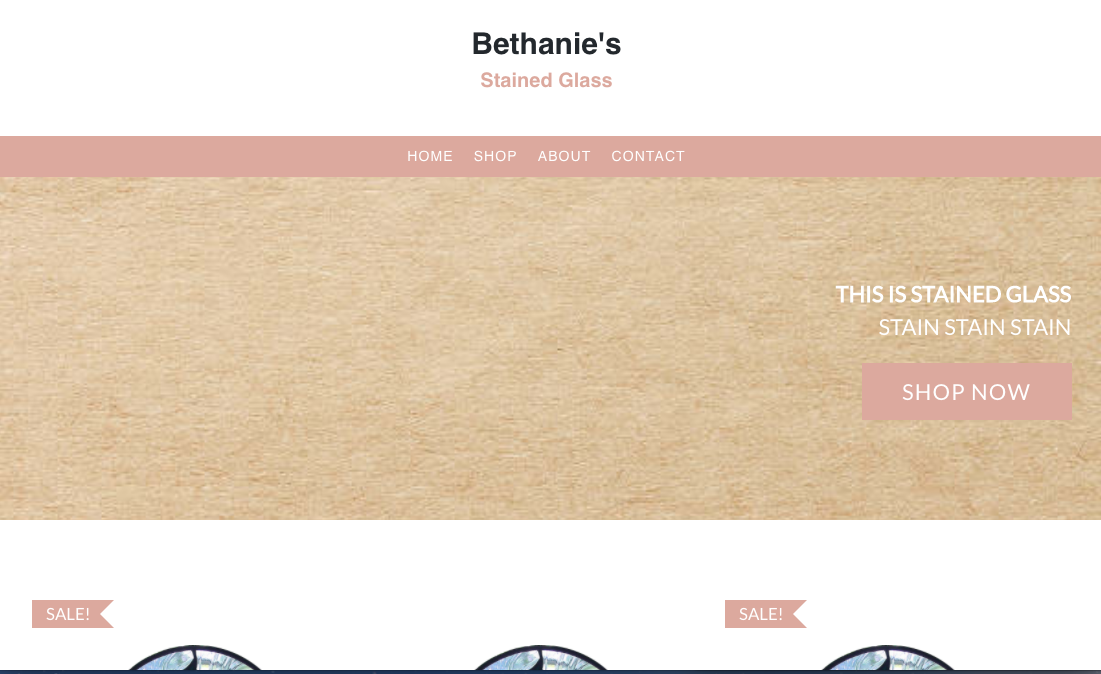 Bethanie's
Stained Glass
HOME SHOP ABOUT CONTACT
THIS IS STAINED GLASS
STAIN STAIN STAIN
SHOP NOW
SALE! SALE!